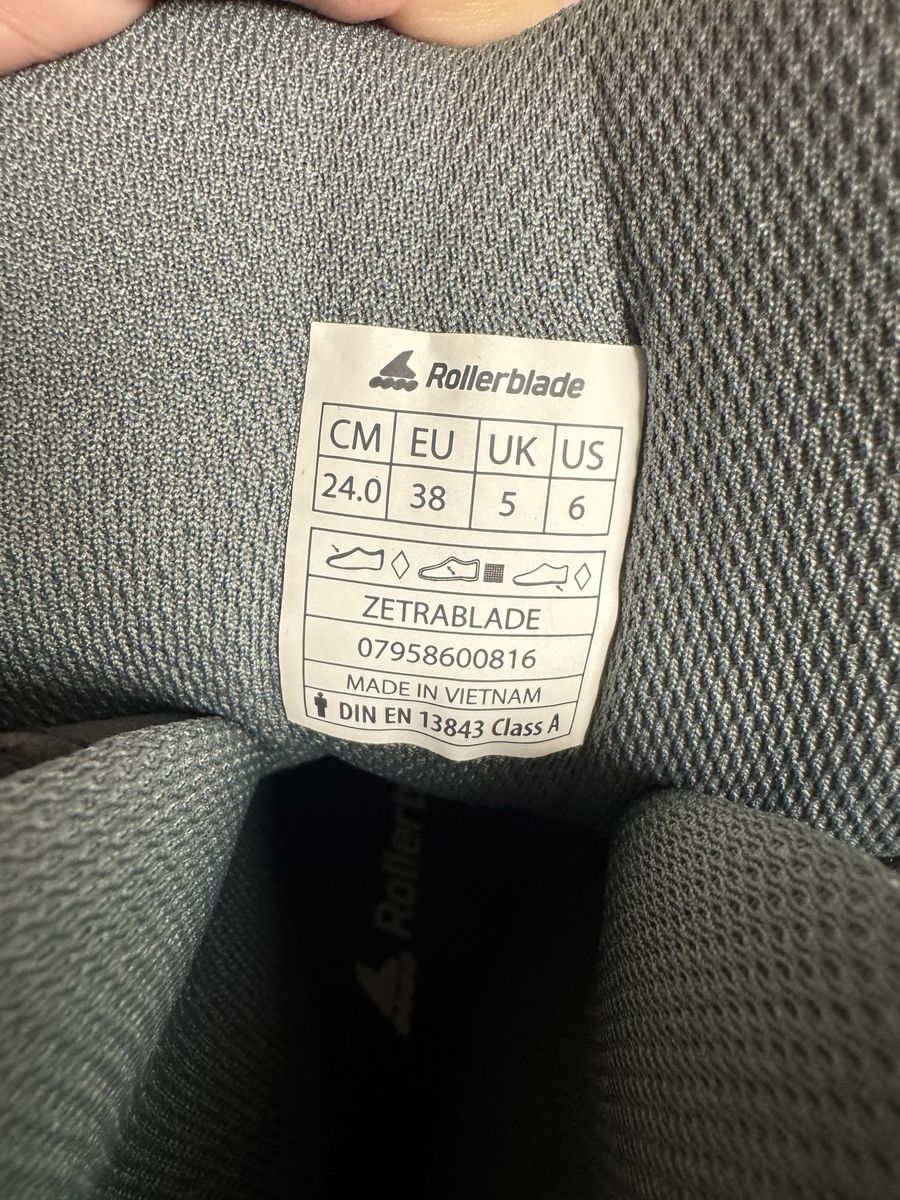 Rollerblade
CM EU UK US
24.0 38 5 6
ZETRABLADE
07958600816
MADE IN VIETNAM
DIN EN 13843 Class A
Rollerb